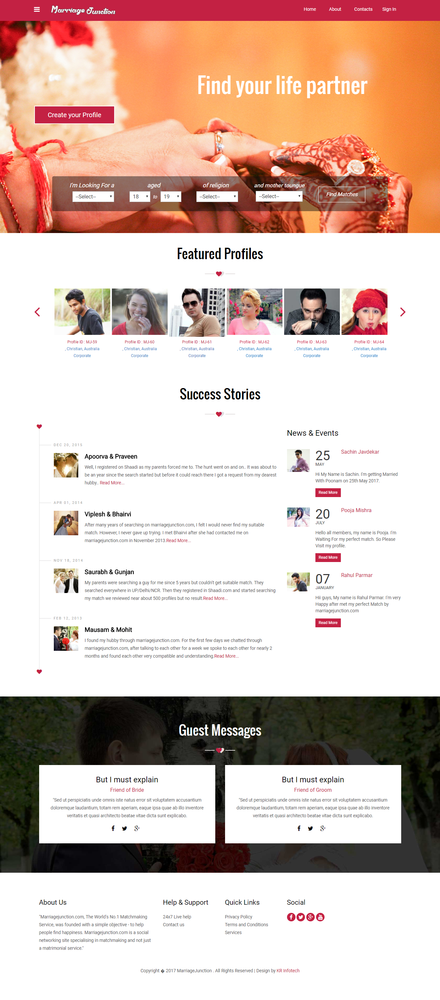 Marriage Junction
Home About Contacts Sign In
Find your life partner
Create your Profile
I'm Looking For a aged of religion and mother toungue
--Select-- 18 to 19 --Select-- --Select-- Find Matches
Featured Profiles
Profile ID : MJ-59
, Christian, Australia
Corporate
Profile ID : MJ-60
, Christian, Australia
Corporate
Profile ID : MJ-61
, Christian, Australia
Corporate
Profile ID : MJ-62
, Christian, Australia
Corporate
Profile ID : MJ-63
, Christian, Australia
Corporate
Profile ID : MJ-64
, Christian, Australia
Corporate
Success Stories
DEC 20, 2015
Apoorva & Praveen
Well, I registered on Shaadi as my parents forced me to. The hunt went on and on.. It was about to
be an year since the search started but before it could reach there I got a request from my dearest
hubby.. Read More...
APR 01, 2014
Viplesh & Bhairvi
After many years of searching on marriagejunction.com, I felt I would never find my suitable
match. However, I never gave up trying. I met Bhairvi after she had contacted me on
marriagejunction.com in November 2013.Read More...
NOV 18, 2014
Saurabh & Gunjan
My parents were searching a guy for me since 5 years but couldn't get suitable match. They
searched everywhere in UP/Delhi/NCR. Then they registered in Shaadi.com and started searching
my match we reviewed near about 500 profiles but no result.Read More...
FEB 12, 2013
Mausam & Mohit
I found my hubby through marriagejunction.com. For the first few days we chatted through
marriagejunction.com, after talking to each other for a week we spoke to each other for nearly 2
months and found each other very compatible and understanding.Read More...
News & Events
25 Sachin Javdekar
MAY
Hi My Name is Sachin. I'm getting Married
With Poonam on 25th May 2017.
Read More
20 Pooja Mishra
JULY
Hello all members, my name is Pooja. I'm
Waiting For my perfect match. So Please
Visit my profile.
Read More
07 Rahul Parmar
JANUARY
Hii guys, My name is Rahul Parmar. I'm very
Happy after met my perfect Match by
marriagejunction.com
Read More
Guest Messages
But I must explain
Friend of Bride
"Sed ut perspiciatis unde omnis iste natus error sit voluptatem accusantium
doloremque laudantium, totam rem aperiam, eaque ipsa quae ab illo inventore
veritatis et quasi architecto beatae vitae dicta sunt explicabo.
But I must explain
Friend of Groom
"Sed ut perspiciatis unde omnis iste natus error sit voluptatem accusantium
doloremque laudantium, totam rem aperiam, eaque ipsa quae ab illo inventore
veritatis et quasi architecto beatae vitae dicta sunt explicabo.
About Us
"Marriagejunction.com, The World's No.1 Matchmaking
Service, was founded with a simple objective - to help
people find happiness. Marriagejunction.com is a social
networking site specialising in matchmaking and not just
a matrimonial service."
Help & Support
24x7 Live help
Contact us
Quick Links
Privacy Policy
Terms and Conditions
Services
Social
Copyright � 2017 MarriageJunction . All Rights Reserved | Design by KR Infotech